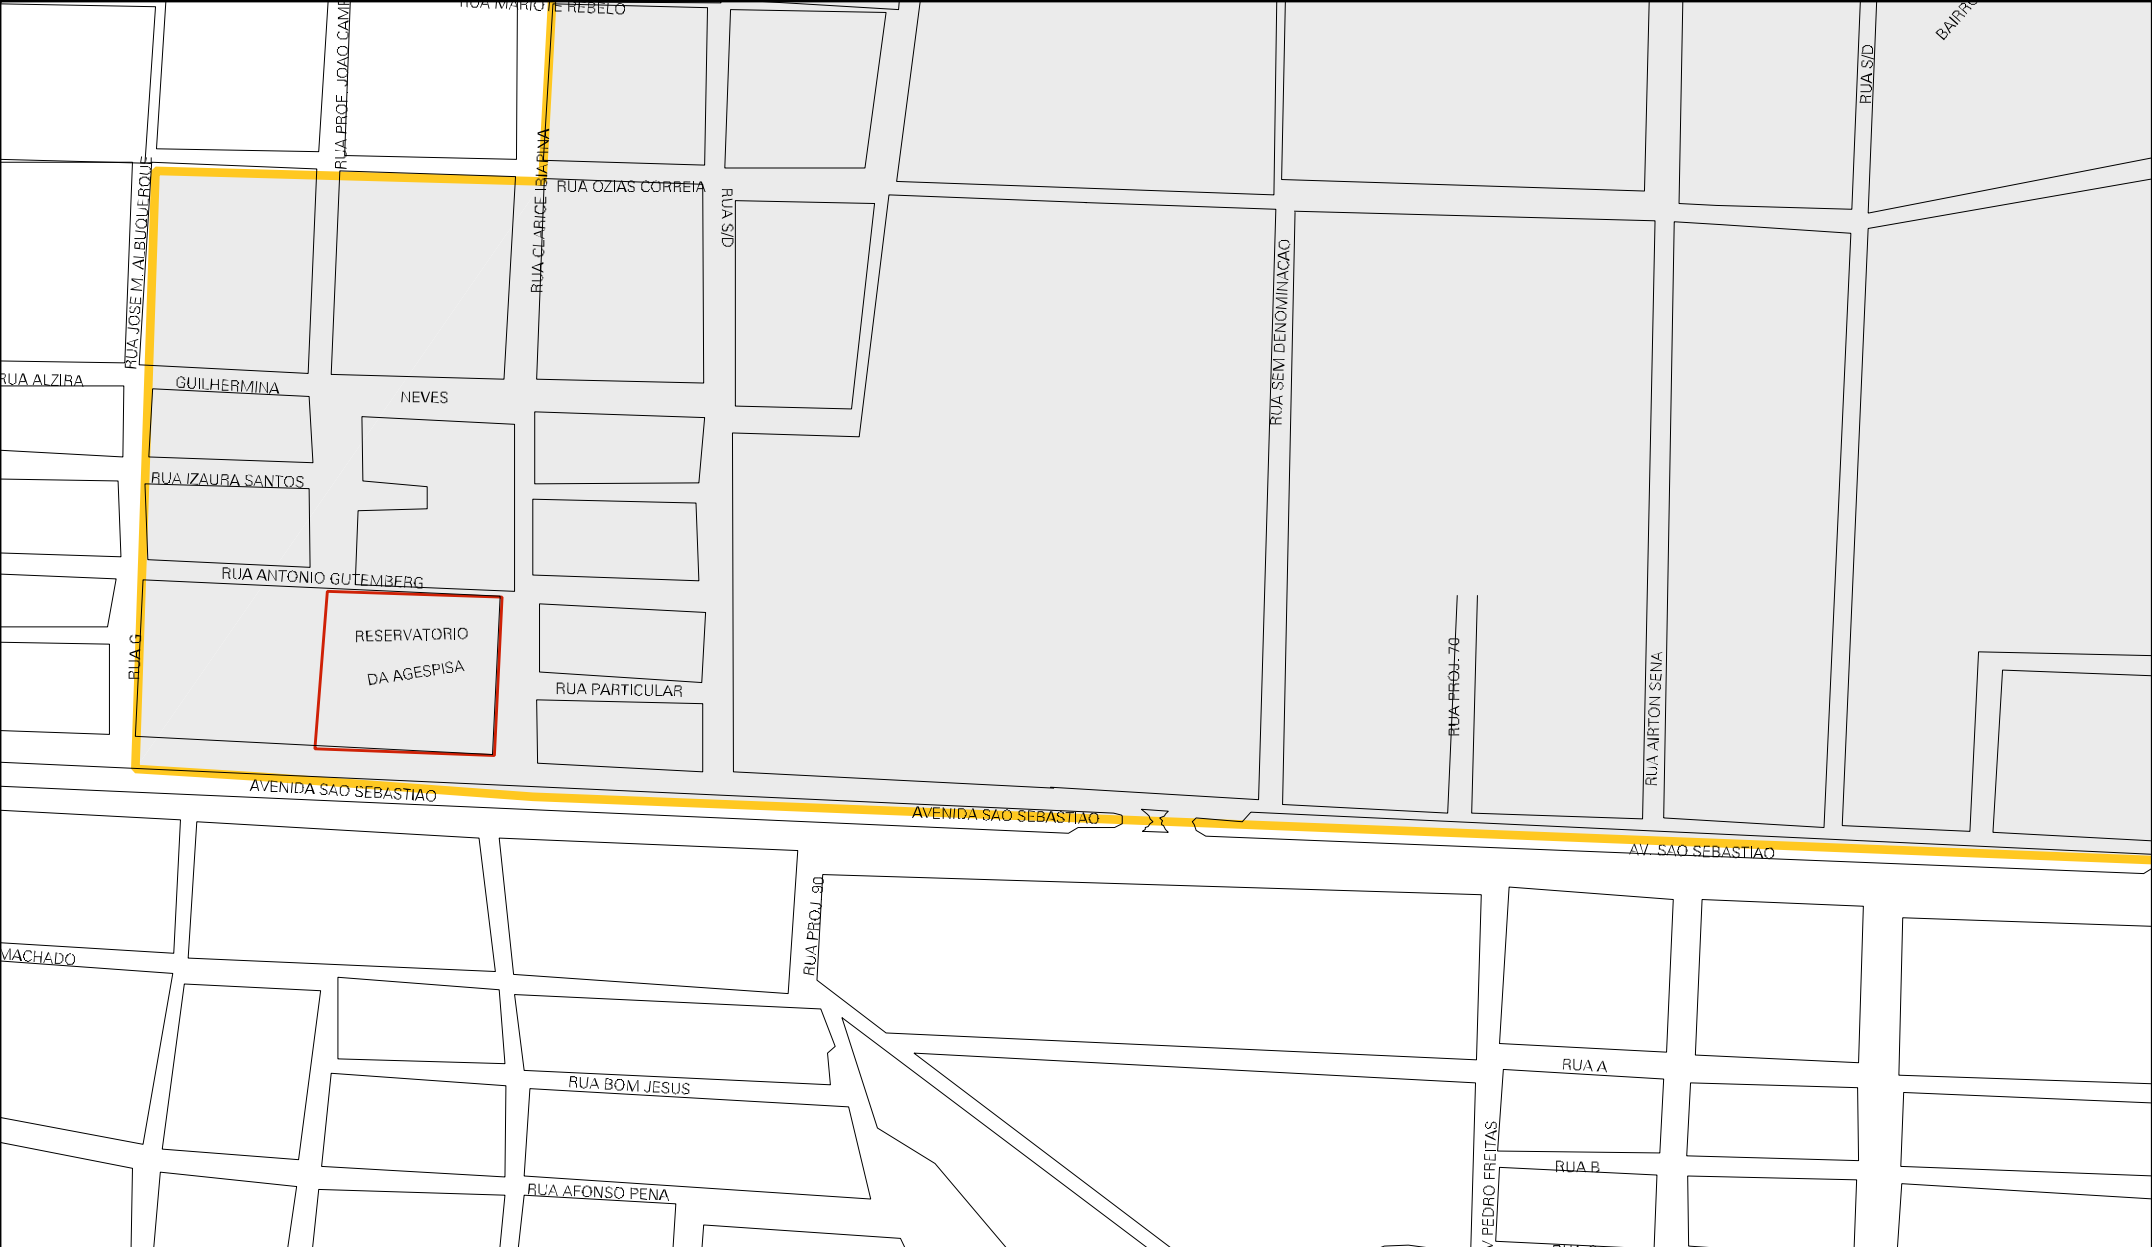 RUA MARIOTE REBELO
RUA PROF. JOAO CAMP
BAIRRO
RUA S/D
RUA CLARICE IBIAPINA
RUA JOSE M. ALBUQUERQUE
RUA OZIAS CORREIA
RUA S/D
RUA SEM DENOMINACAO
RUA ALZIRA
GUILHERMINA
NEVES
RUA IZAURA SANTOS
RUA ANTONIO GUTEMBERG
RESERVATORIO
DA AGESPISA
RUA G
RUA PARTICULAR
RUA PROJ. 70
RUA AIRTON SENA
AVENIDA SAO SEBASTIAO
AVENIDA SAO SEBASTIAO
AV. SAO SEBASTIAO
RUA PROJ. 90
MACHADO
RUA A
RUA BOM JESUS
RUA B
V PEDRO FREITAS
RUA AFONSO PENA